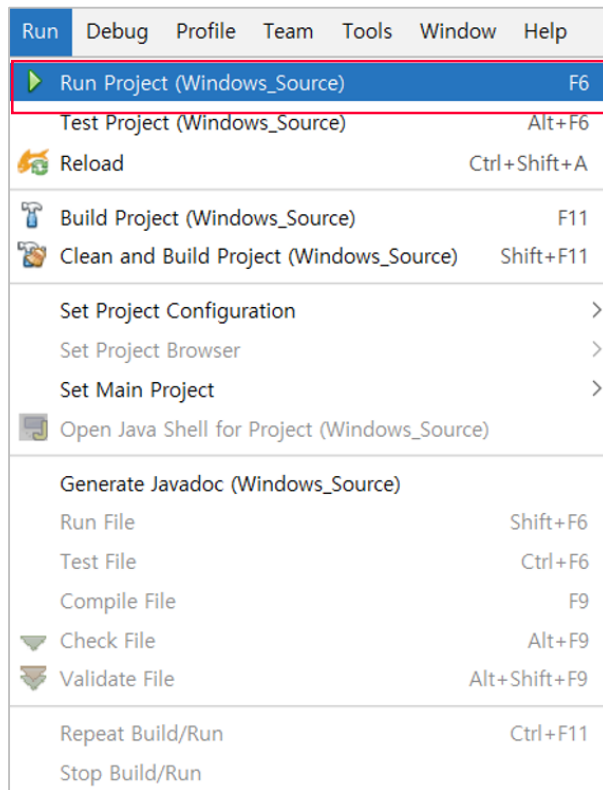 Run Debug Profile Team Tools Window Help
Run Project (Windows_Source) F6
Test Project (Windows_Source) Alt+F6
Reload Ctrl+Shift+A
Build Project (Windows_Source) F11
Clean and Build Project (Windows_Source) Shift+F11
Set Project Configuration
Set Project Browser
Set Main Project
Open Java Shell for Project (Windows_Source)
Generate Javadoc (Windows_Source)
Run File Shift+F6
Test File Ctrl+F6
Compile File F9
Check File Alt+F9
Validate File Alt+Shift+F9
Repeat Build/Run Ctrl+F11
Stop Build/Run